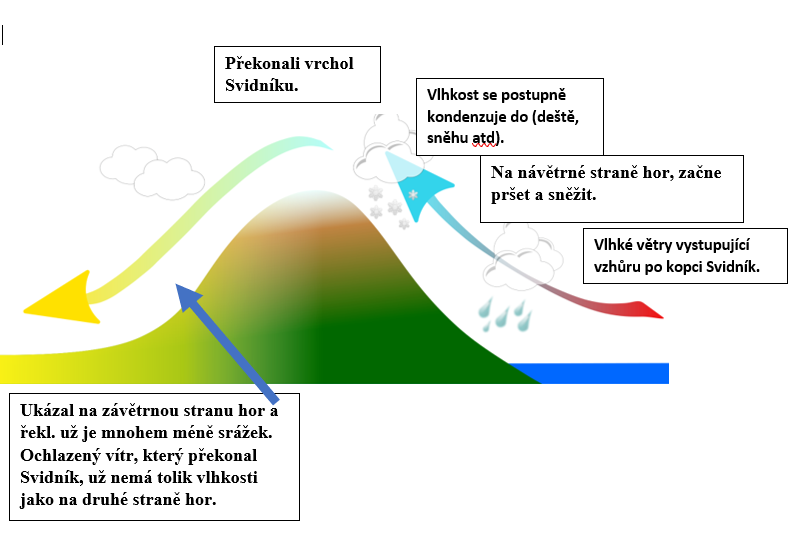 Překonali vrchol
Svidníku.
Vlhkost se postupně
kondenzuje do (deště,
sněhu atd).
Na návětrné straně hor, začne
pršet a sněžit.
Vlhké větry vystupující
vzhůru po kopci Svidník.
Ukázal na závětrnou stranu hor a
řekl. už je mnohem méně srážek.
Ochlazený vítr, který překonal
Svidník, už nemá tolik vlhkosti
jako na druhé straně hor.